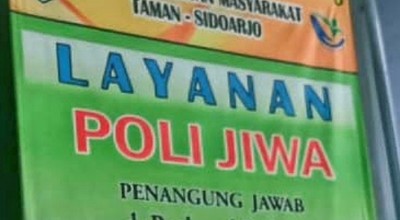 MASYARAKAT
TAMAN - SIDOARJO
LAYANAN
POLI JIWA
PENANGUNG JAWAB